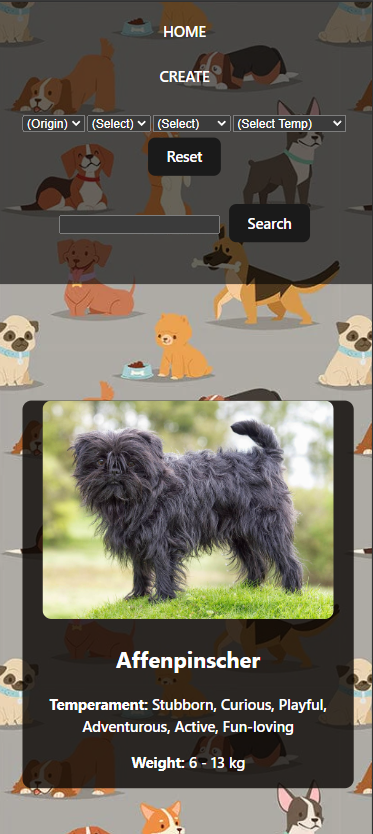 HOME
CREATE
(Origin) (Select) (Select) (Select Temp)
Reset
Search
Affenpinscher
Temperament: Stubborn, Curious, Playful,
Adventurous, Active, Fun-loving
Weight: 6 - 13 kg